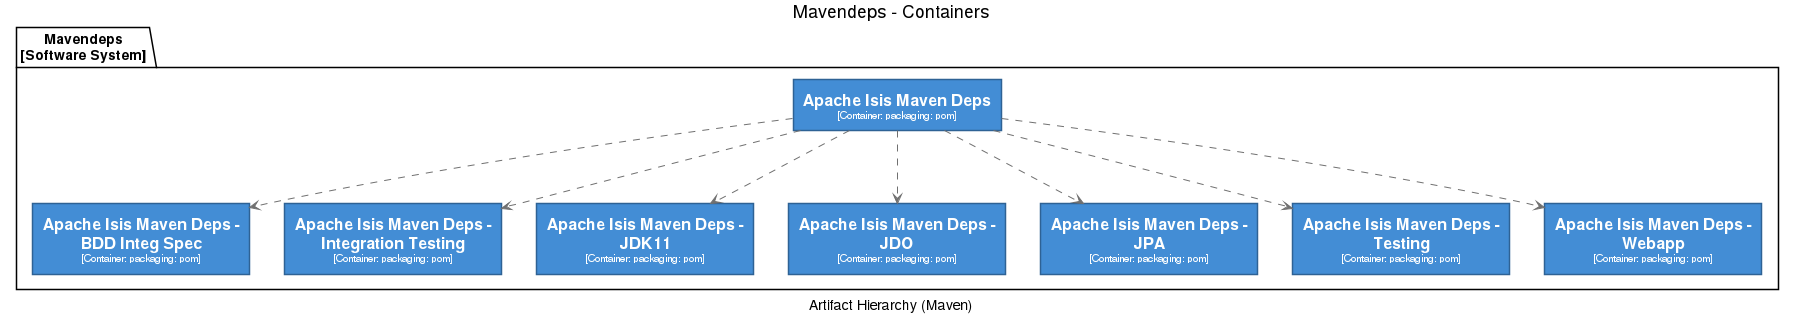 Mavendeps - Containers
Mavendeps
[Software System]
Apache Isis Maven Deps
[Container: packaging: pom]
Apache Isis Maven Deps -
BDD Integ Spec
[Container: packaging: pom]
Apache Isis Maven Deps -
Integration Testing
[Container: packaging: pom]
Apache Isis Maven Deps -
JDK11
[Container: packaging: pom]
Apache Isis Maven Deps -
JDO
[Container: packaging: pom]
Apache Isis Maven Deps -
JPA
[Container: packaging: pom]
Apache Isis Maven Deps -
Testing
[Container: packaging: pom]
Apache Isis Maven Deps -
Webapp
[Container: packaging: pom]
Artifact Hierarchy (Maven)